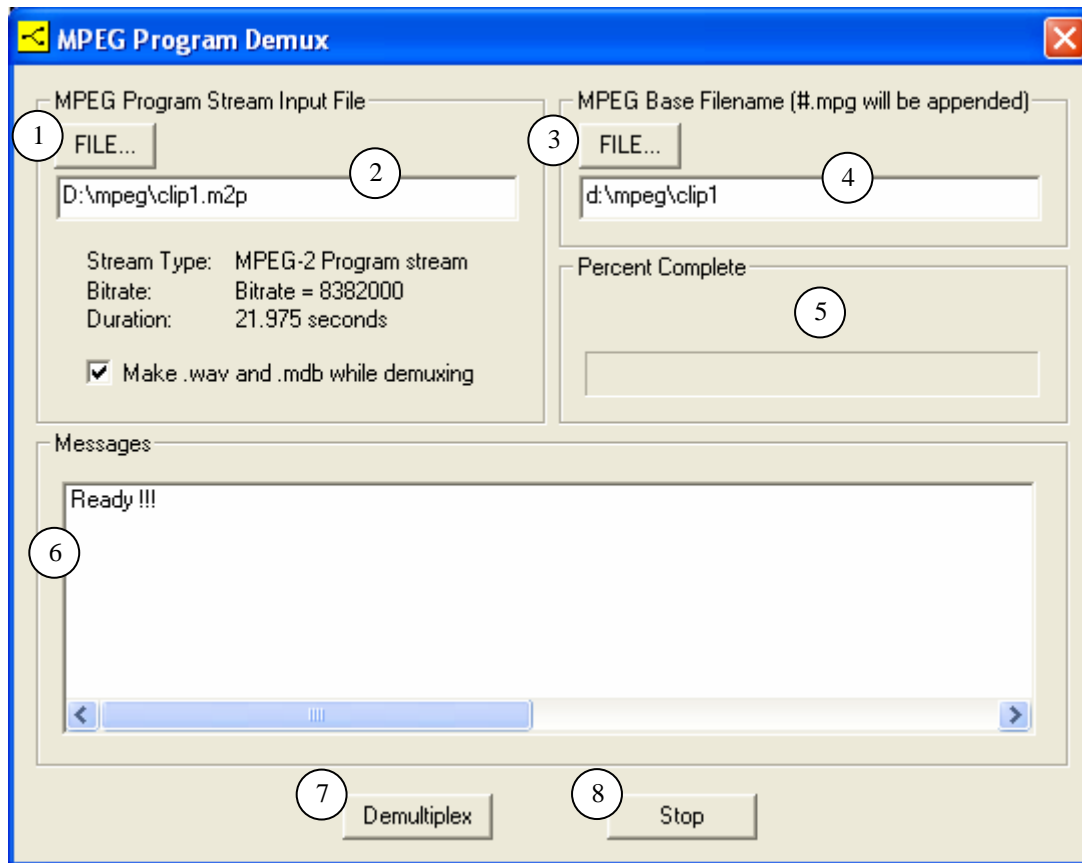 MPEG Program Demux
MPEG Program Stream Input File
1
FILE...
2
D:\mpeg\clip1.m2p
Stream Type: MPEG-2 Program stream
Bitrate: Bitrate = 8382000
Duration: 21.975 seconds
Make .wav and .mdb while demuxing
MPEG Base Filename (#.mpg will be appended)
3
FILE...
4
d:\mpeg\clip1
Percent Complete
5
Messages
Ready !!!
6
7
Demultiplex
8
Stop